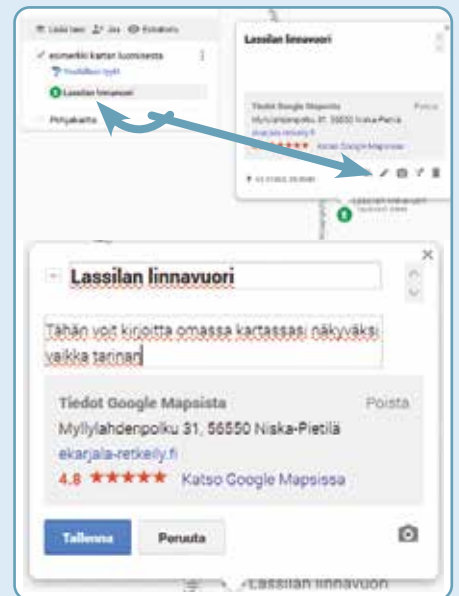 Lisää taso Jaa Esikatselu
esimerkki kartan luomisesta
Yksilöllinen tyyli
Lassilan linnavuori
Pohjakartta
Lassilan linnavuori
Tiedot Google Mapsista Poista
Myllylahdenpolku 31, 56550 Niska-Pietilä
ekarjala-retkeily.fi
Katso Google Mapsissa
Lassilan linnavuori
Tähän voit kirjoitta omassa kartassasi näkyväksi
vaikka tarinan
Tiedot Google Mapsista Poista
Myllylahdenpolku 31, 56550 Niska-Pietilä
ekarjala-retkeily.fi
4,8 ★★★★★ Katso Google Mapsissa
Tallenna Peruuta
Lassilan linnavuori